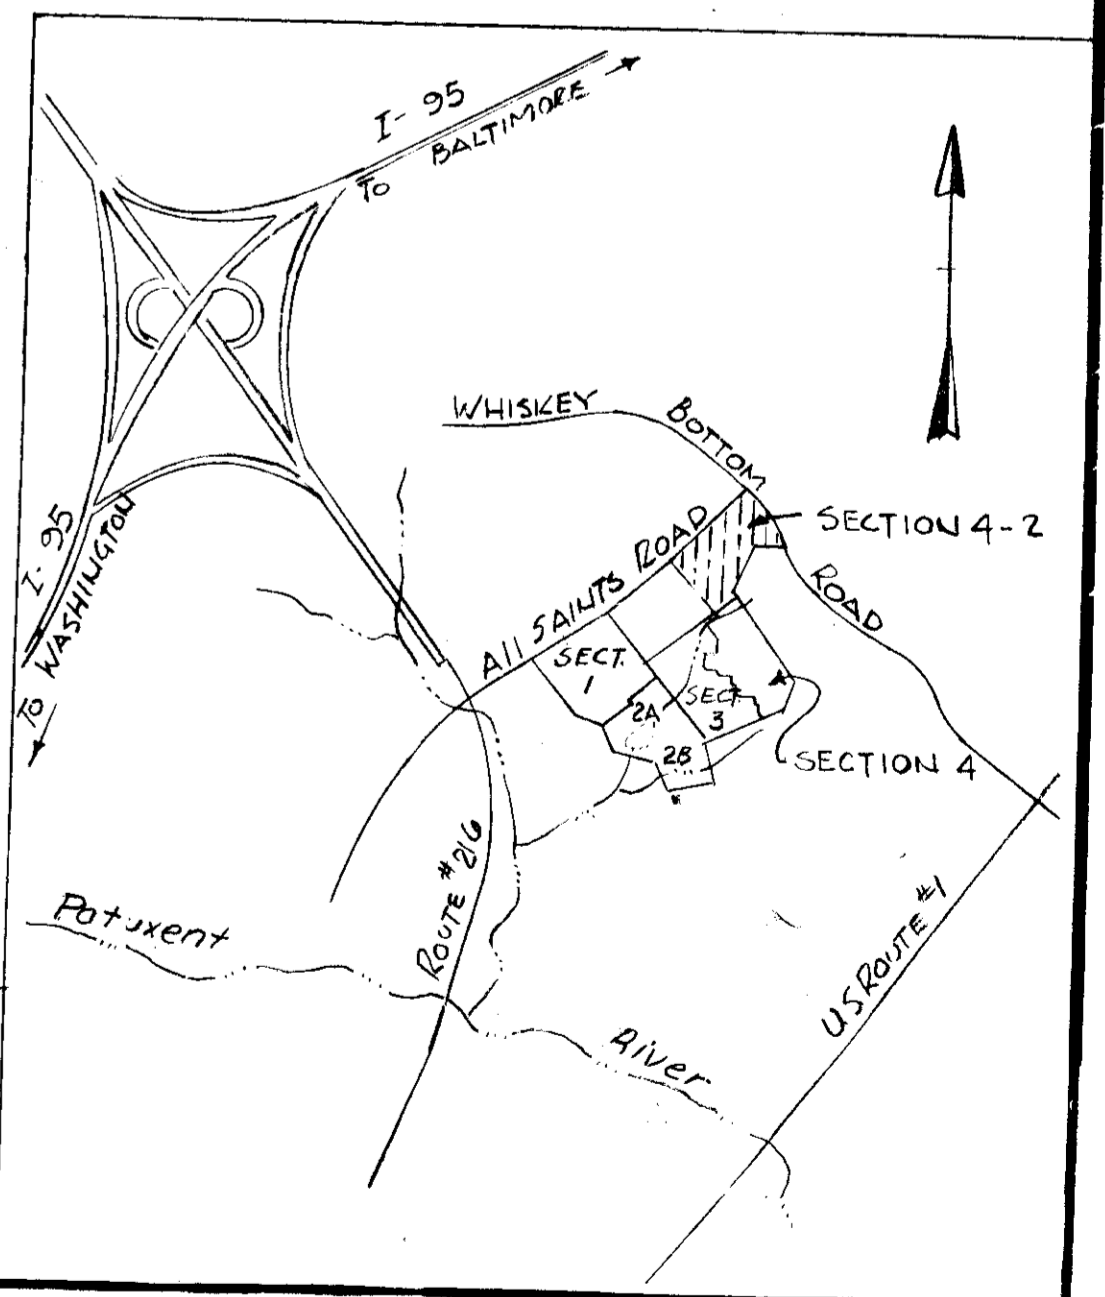 I-95
TO BALTIMORE
WHISKEY BOTTOM ROAD
SECTION 4-2
I-95
TO WASHINGTON
All SAINTS ROAD
SECT.
1
2A
SECT.
3
2B
SECTION 4
ROUTE #216
Patuxent River
US ROUTE #1